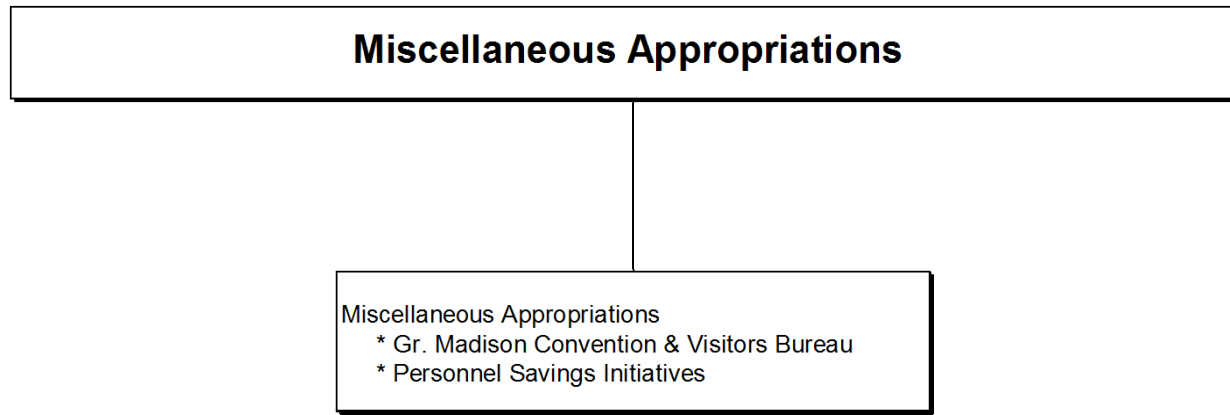 Miscellaneous Appropriations
Miscellaneous Appropriations
* Gr. Madison Convention & Visitors Bureau
* Personnel Savings Initiatives